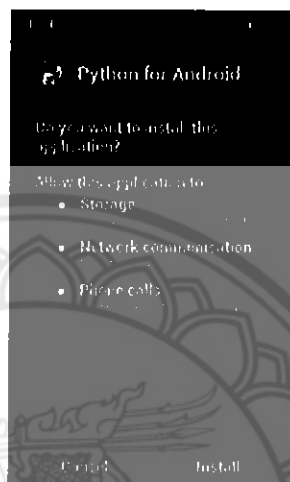 Python for Android
Do you want to install this
application?
Allow this application to
• Storage
• Network communication
• Phone calls
Cancel Install